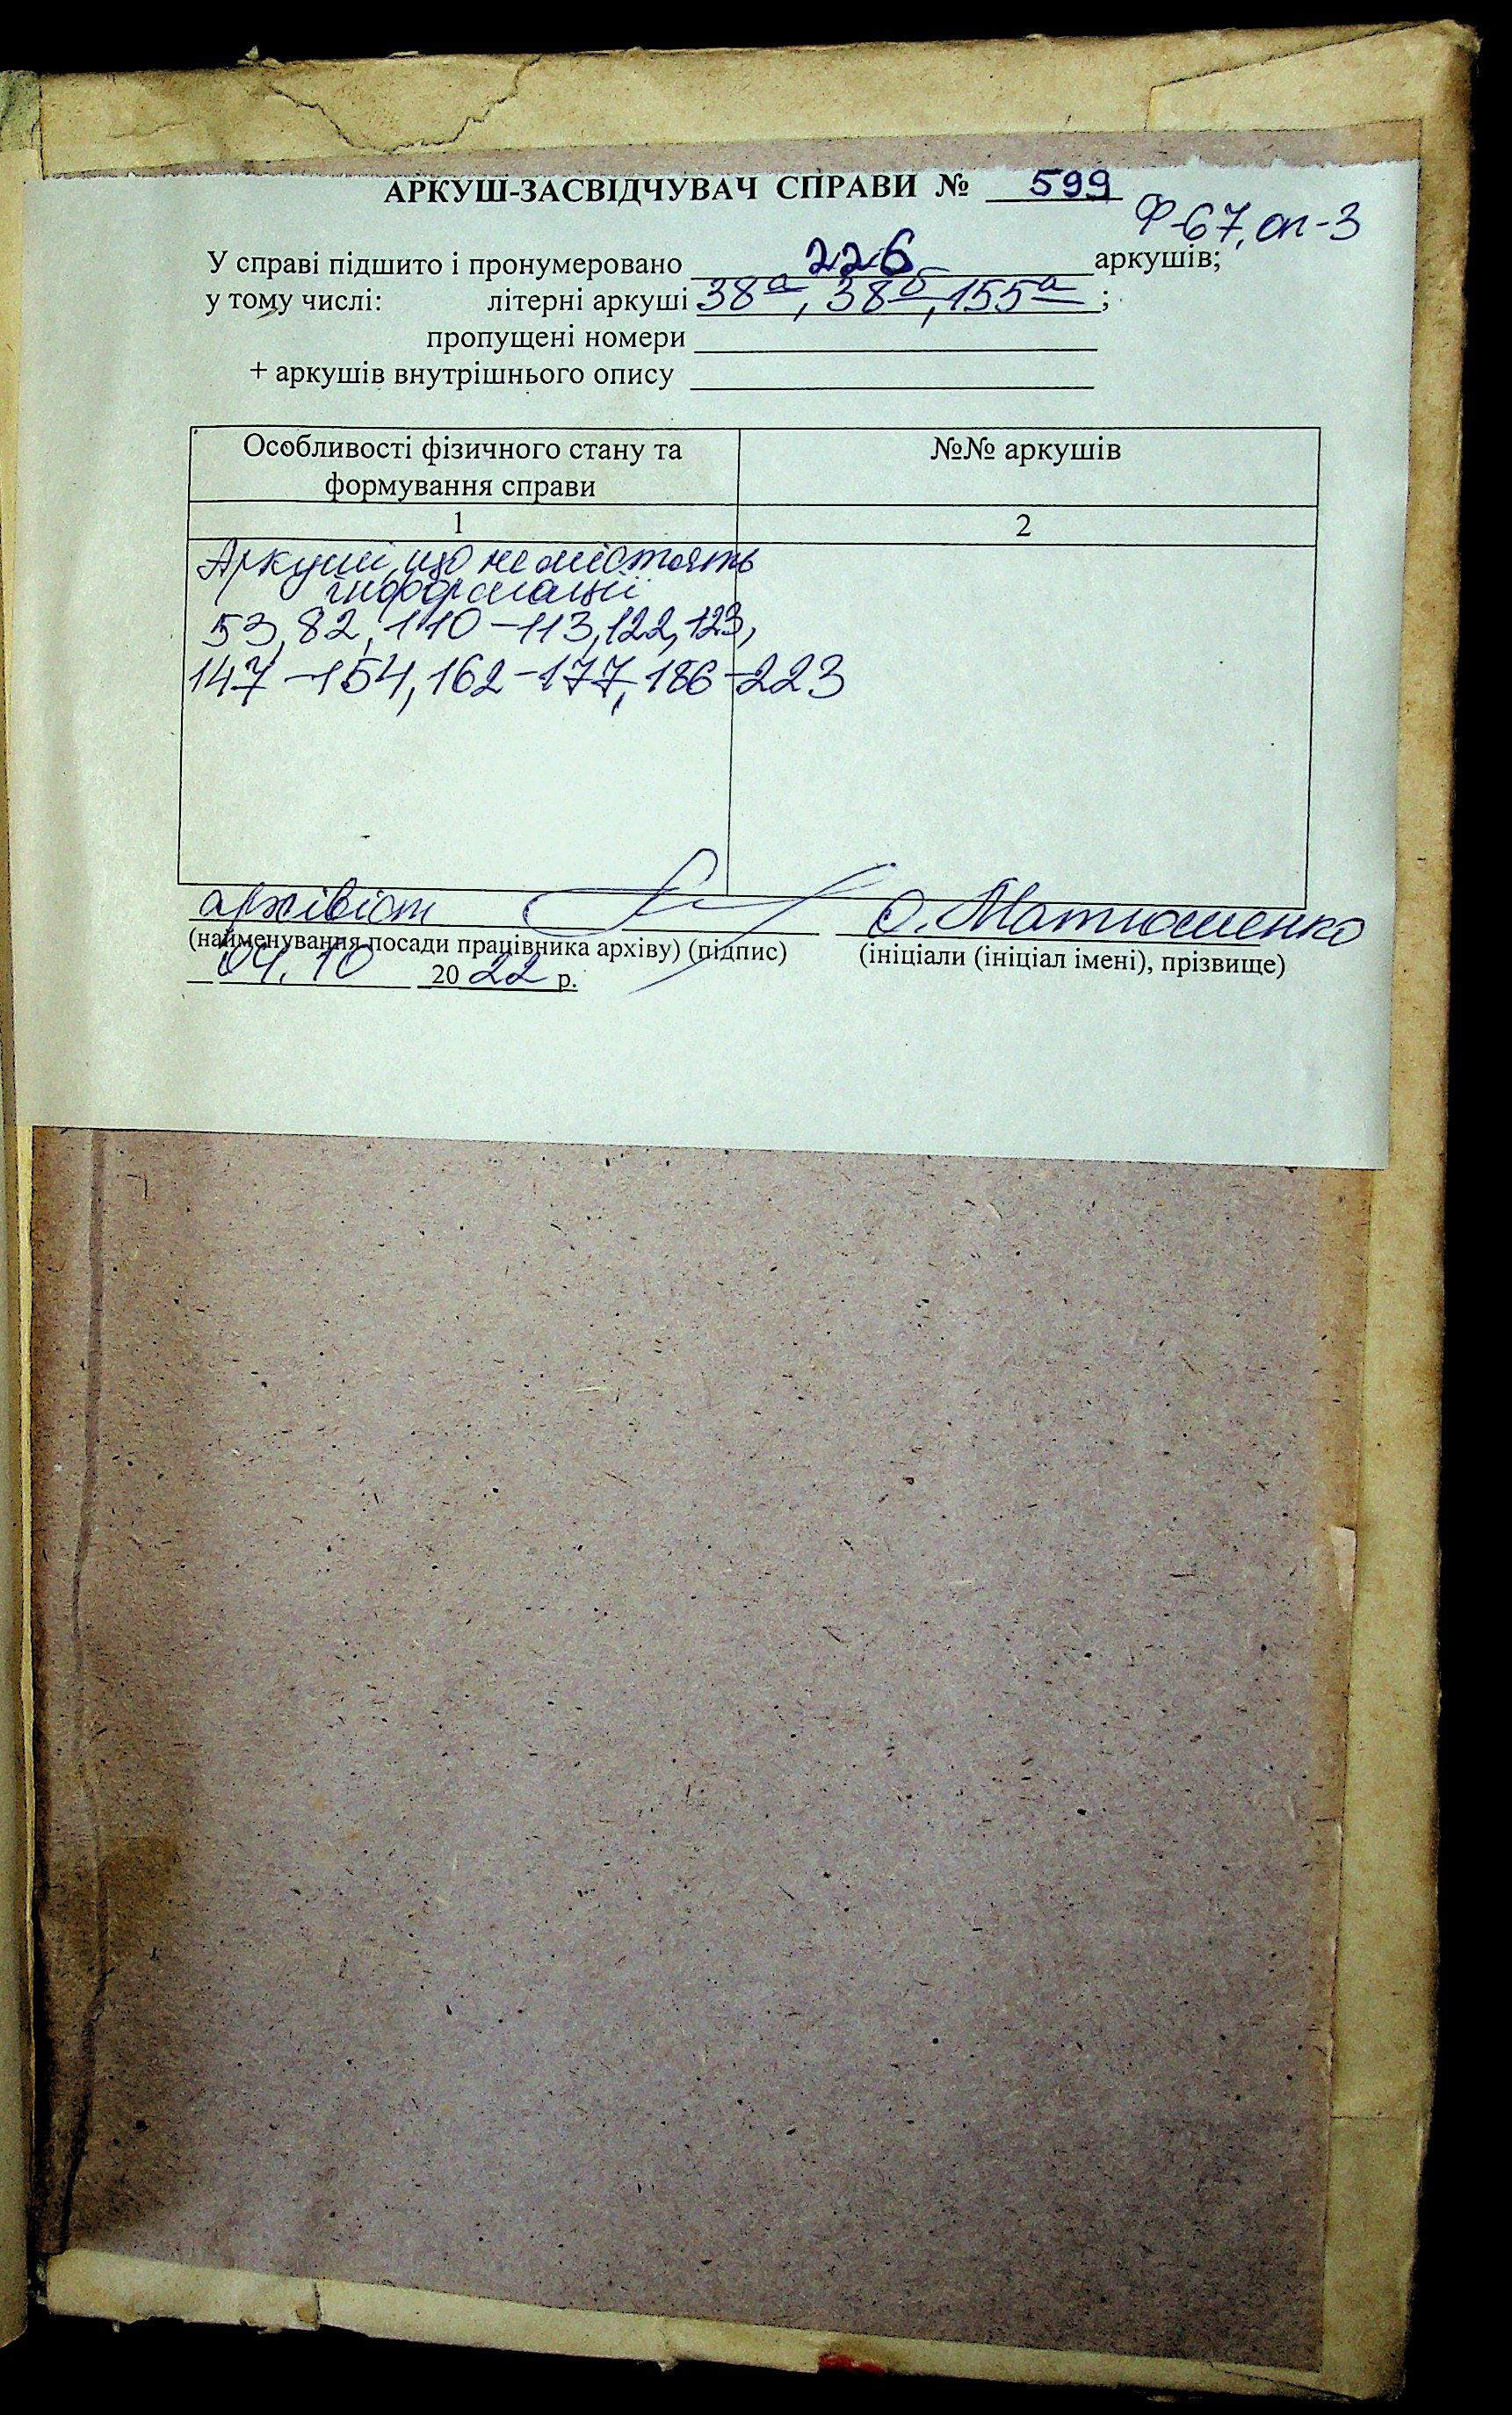 АРКУШ-ЗАСВІДЧУВАЧ СПРАВИ № 599
Ф-67, оп-3
У справі підшито і пронумеровано 226 аркушів;
у тому числі: літерні аркуші 38а, 38б, 155а ;
пропущені номери
+ аркушів внутрішнього опису
Особливості фізичного стану та №№ аркушів
формування справи
1 2
Аркуші, що не містять
інформації
53, 82, 110-113, 122, 123,
147-154, 162-177, 186-223
архівіст О. Матюшенко
(найменування посади працівника архіву) (підпис) (ініціали (ініціал імені), прізвище)
04.10 2022 р.